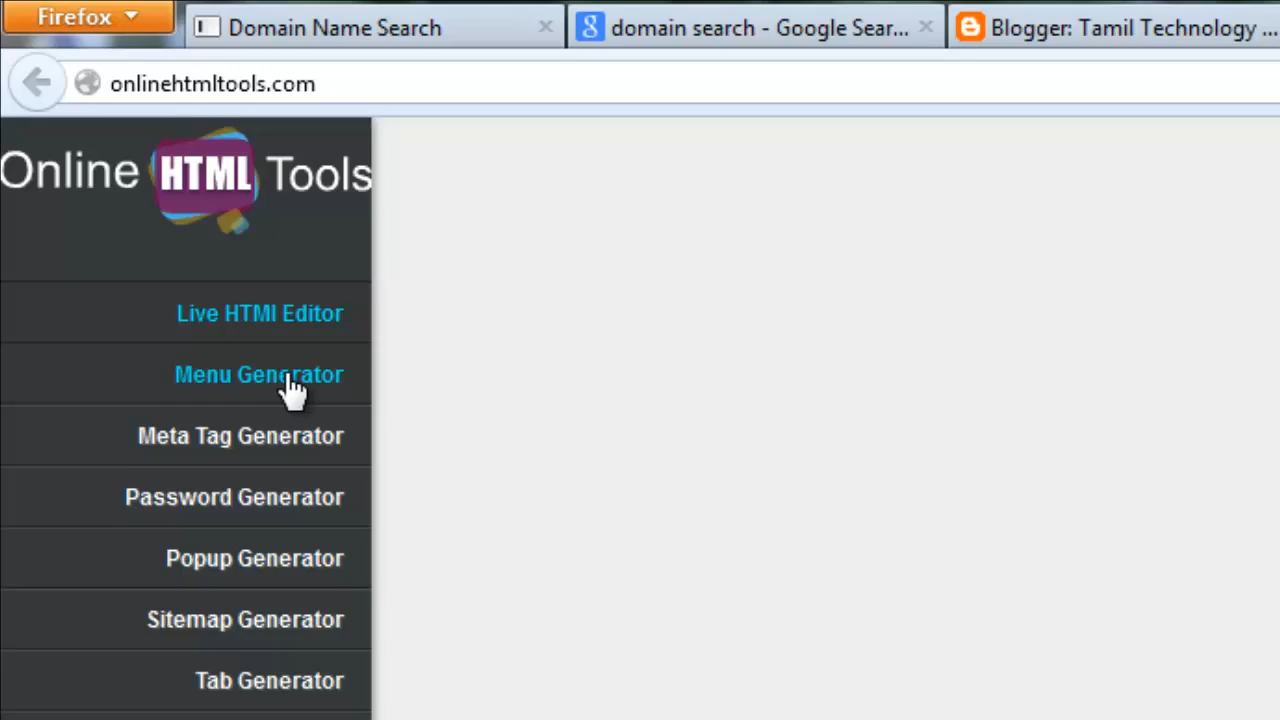 Firefox
Domain Name Search
domain search - Google Sear...
Blogger: Tamil Technology ...
onlinehtmltools.com
Online HTML Tools
Live HTMl Editor
Menu Generator
Meta Tag Generator
Password Generator
Popup Generator
Sitemap Generator
Tab Generator